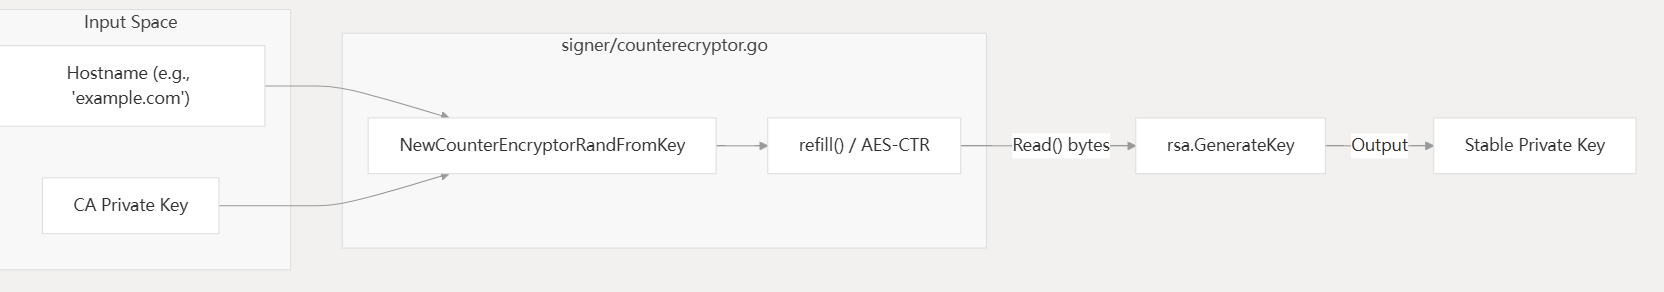 Input Space
Hostname (e.g.,
'example.com')
CA Private Key
signer/counterecryptor.go
NewCounterEncryptorRandFromKey
refill() / AES-CTR
Read() bytes
rsa.GenerateKey
Output
Stable Private Key